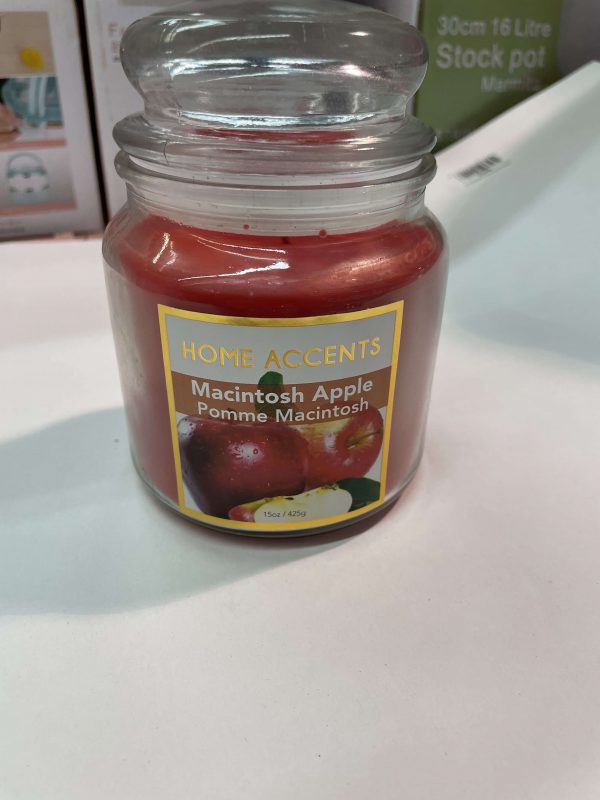 30cm 16 Litre
Stock pot
HOME ACCENTS
Macintosh Apple
Pomme Macintosh
15oz / 425g